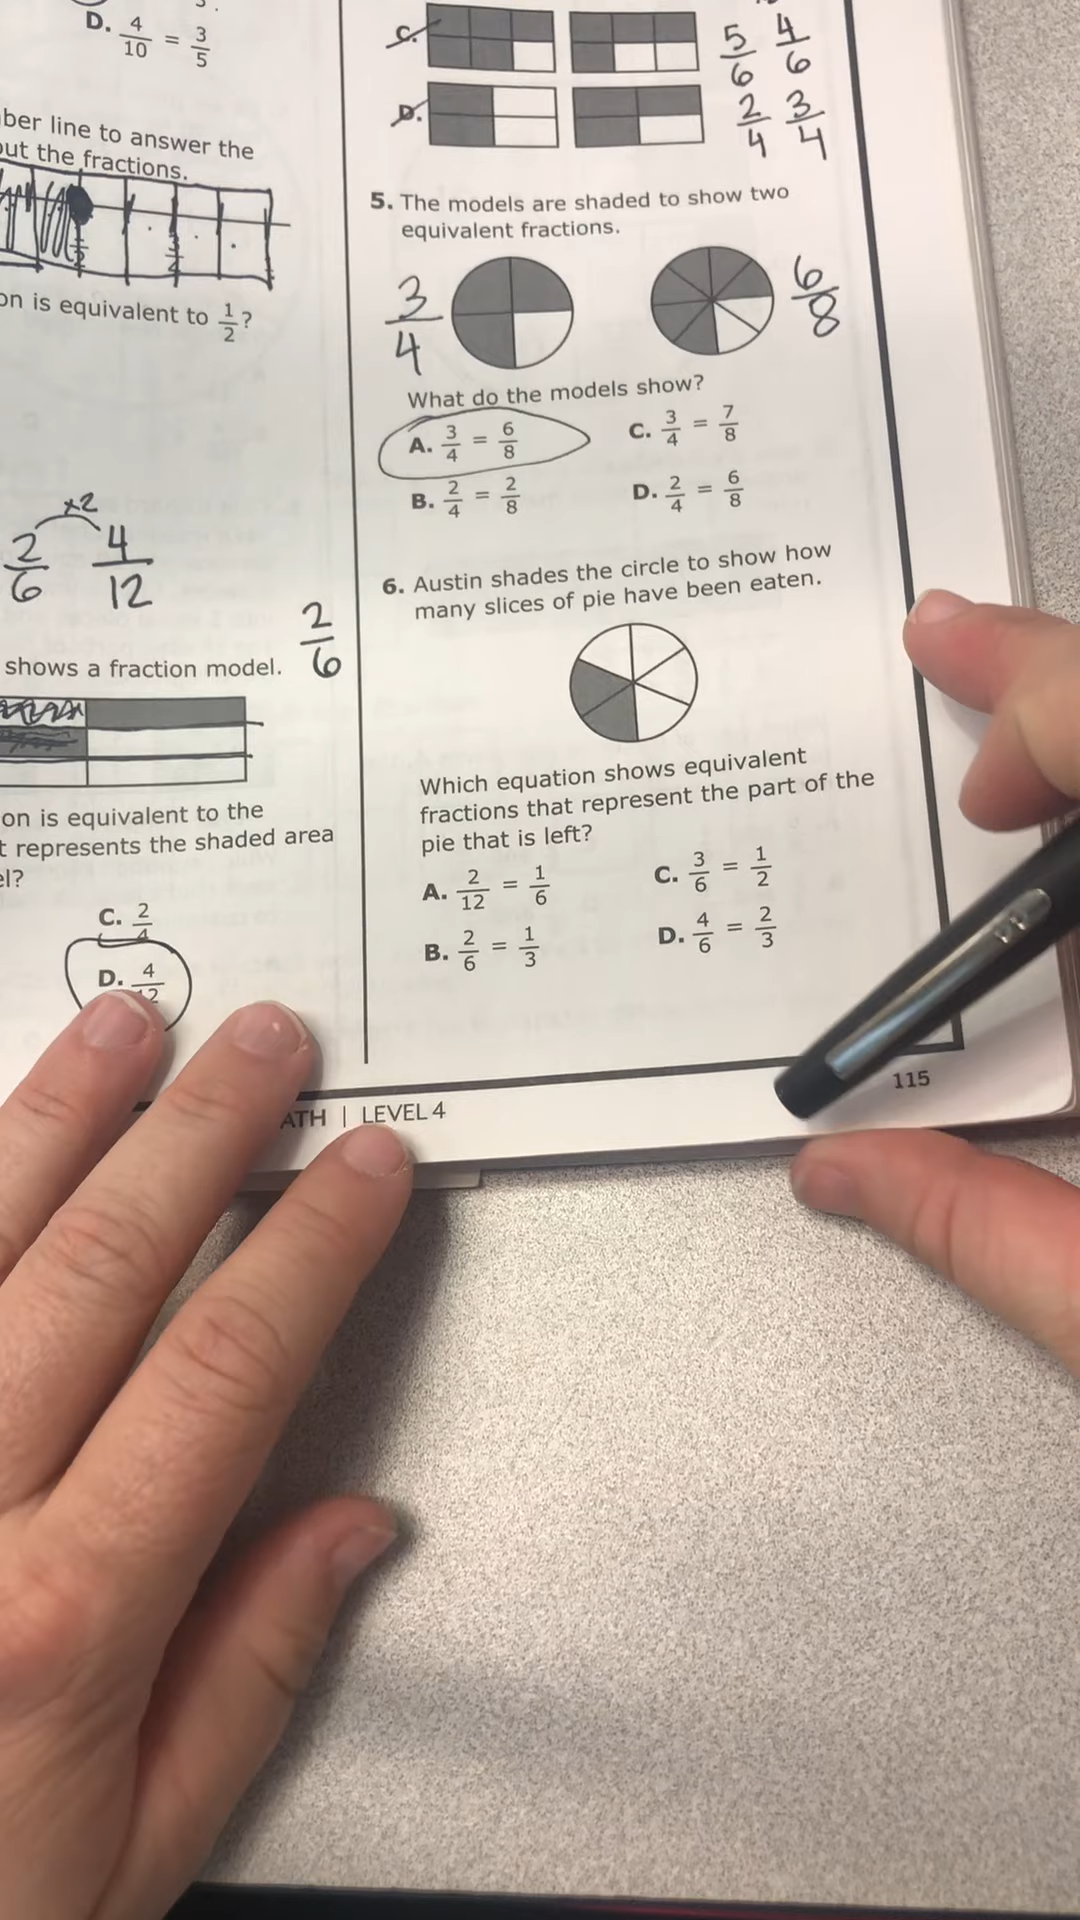 D. 4/10 = 3/5
ber line to answer the
out the fractions.
1/2
on is equivalent to 1/2?
×2
2/6 4/12
2/6
shows a fraction model.
on is equivalent to the
t represents the shaded area
el?
C. 2/4
D. 4/12
C.
5/6 4/6
D.
2/4 3/4
5. The models are shaded to show two
equivalent fractions.
3/4
6/8
What do the models show?
A. 3/4 = 6/8
C. 3/4 = 7/8
B. 2/4 = 2/8
D. 2/4 = 6/8
6. Austin shades the circle to show how
many slices of pie have been eaten.
Which equation shows equivalent
fractions that represent the part of the
pie that is left?
A. 2/12 = 1/6
C. 3/6 = 1/2
B. 2/6 = 1/3
D. 4/6 = 2/3
ATH | LEVEL 4
115